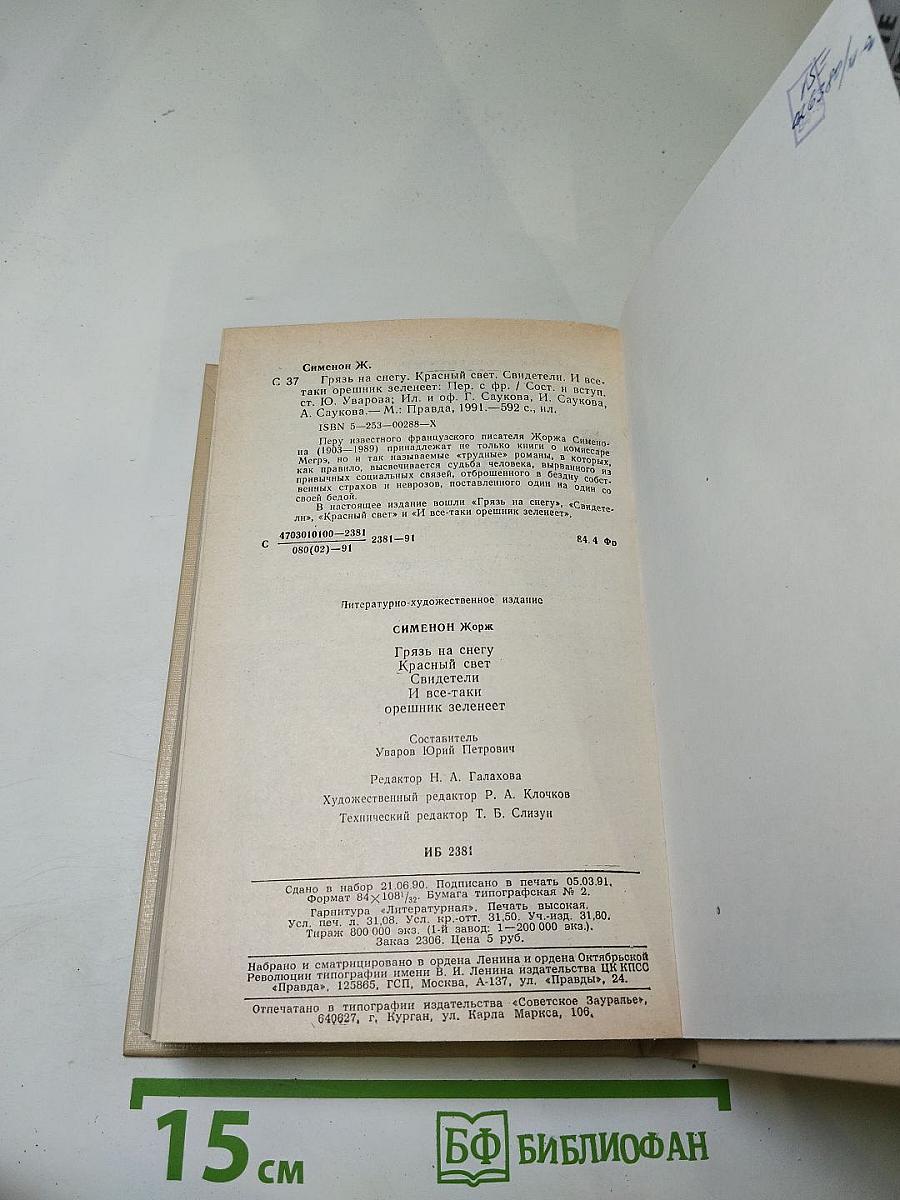 Сименон Ж.
С 37 Грязь на снегу. Красный свет. Свидетели. И все-
таки орешник зеленеет: Пер. с фр. / Сост. и вступ.
ст. Ю. Уварова; Ил. и оф. Г. Саукова, И. Саукова,
А. Саукова.— М.: Правда, 1991.—592 с., ил.
ISBN 5—253—00288—X
Перу известного французского писателя Жоржа Симено-
на (1903—1989) принадлежат не только книги о комиссаре
Мегрэ, но и так называемые «трудные» романы, в которых,
как правило, высвечивается судьба человека, вырванного из
привычных социальных связей, отброшенного в бездну собст-
венных страхов и неврозов, поставленного один на один со
своей бедой.
В настоящее издание вошли «Грязь на снегу», «Свидете-
ли», «Красный свет» и «И все-таки орешник зеленеет».
С 4703010100—2381
080(02)—91 2381—91 84.4 Фр
Литературно-художественное издание
СИМЕНОН Жорж
Грязь на снегу
Красный свет
Свидетели
И все-таки
орешник зеленеет
Составитель
Уваров Юрий Петрович
Редактор Н. А. Галахова
Художественный редактор Р. А. Клочков
Технический редактор Т. Б. Слизун
ИБ 2381
Сдано в набор 21.06.90. Подписано в печать 05.03.91.
Формат 84×108¹/₃₂. Бумага типографская № 2.
Гарнитура «Литературная». Печать высокая.
Усл. печ. л. 31,08. Усл. кр.-отт. 31,50. Уч.-изд. 31,80.
Тираж 800 000 экз. (1-й завод: 1—200 000 экз.).
Заказ 2306. Цена 5 руб.
Набрано и сматрицировано в ордена Ленина и ордена Октябрьской
Революции типографии имени В. И. Ленина издательства ЦК КПСС
«Правда», 125865, ГСП, Москва, А-137, ул. «Правды», 24.
Отпечатано в типографии издательства «Советское Зауралье»,
640627, г. Курган, ул. Карла Маркса, 106.
15 см
БФ БИБЛИОФАН